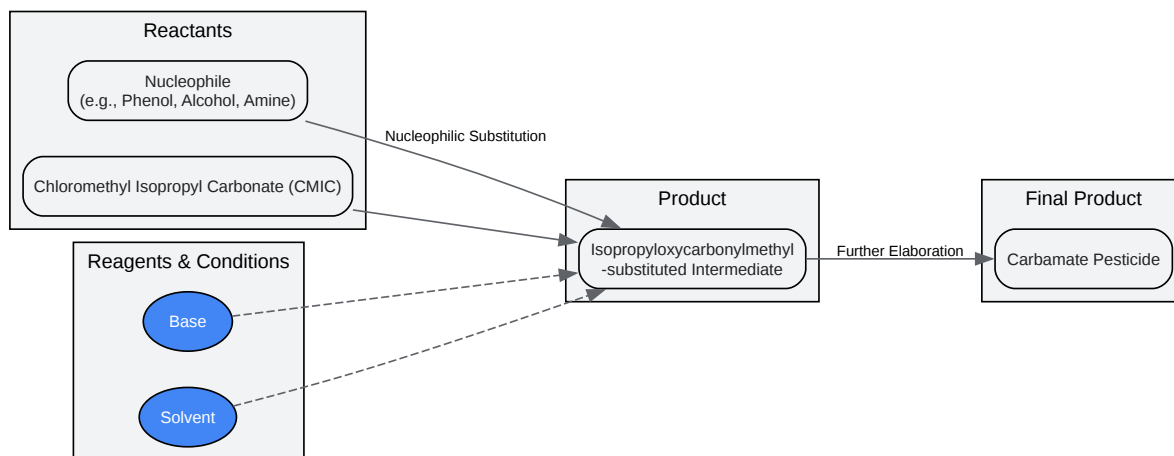 Reactants
Nucleophile
(e.g., Phenol, Alcohol, Amine)
Nucleophilic Substitution
Chloromethyl Isopropyl Carbonate (CMIC)
Reagents & Conditions
Base
Solvent
Product
Isopropyloxycarbonylmethyl
-substituted Intermediate
Further Elaboration
Final Product
Carbamate Pesticide